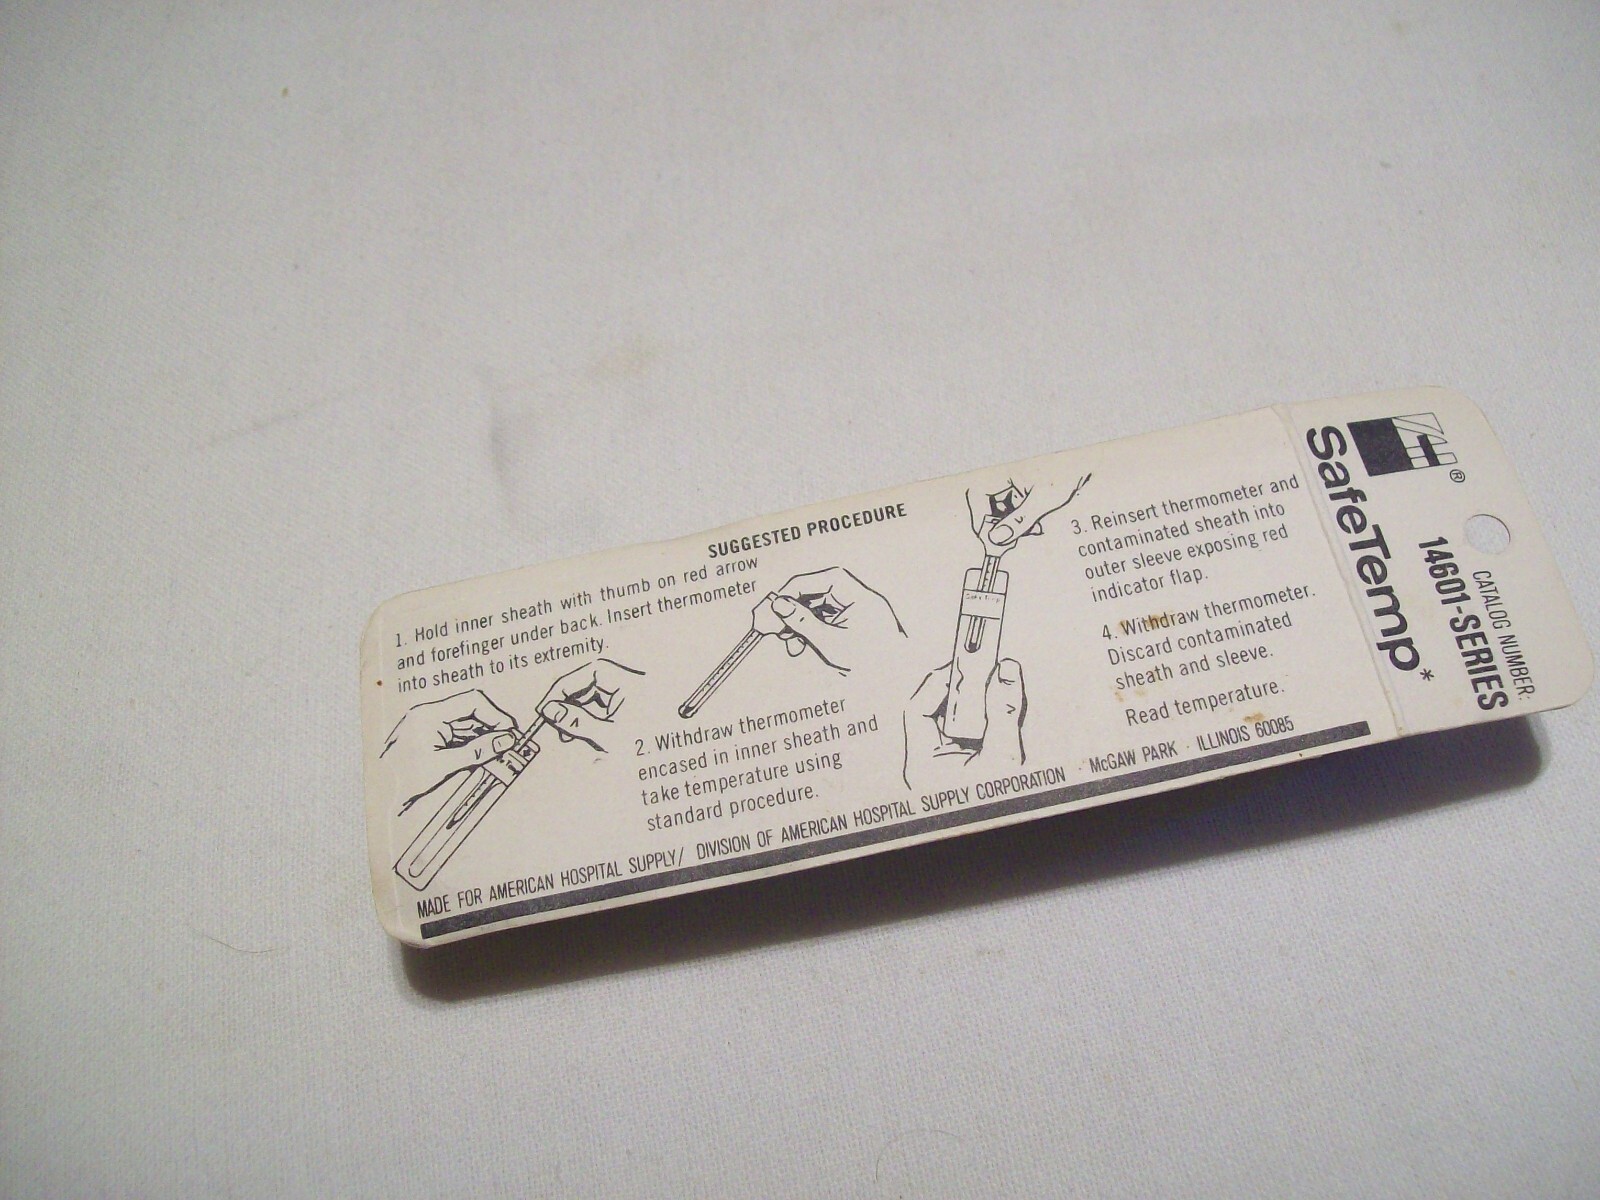 SUGGESTED PROCEDURE
1. Hold inner sheath with thumb on red arrow
and forefinger under back. Insert thermometer
into sheath to its extremity.
2. Withdraw thermometer
encased in inner sheath and
take temperature using
standard procedure.
3. Reinsert thermometer and
contaminated sheath into
outer sleeve exposing red
indicator flap.
4. Withdraw thermometer.
Discard contaminated
sheath and sleeve.
Read temperature.
MADE FOR AMERICAN HOSPITAL SUPPLY/ DIVISION OF AMERICAN HOSPITAL SUPPLY CORPORATION · McGAW PARK · ILLINOIS 60085
®
SafeTemp*
CATALOG NUMBER:
14601-SERIES